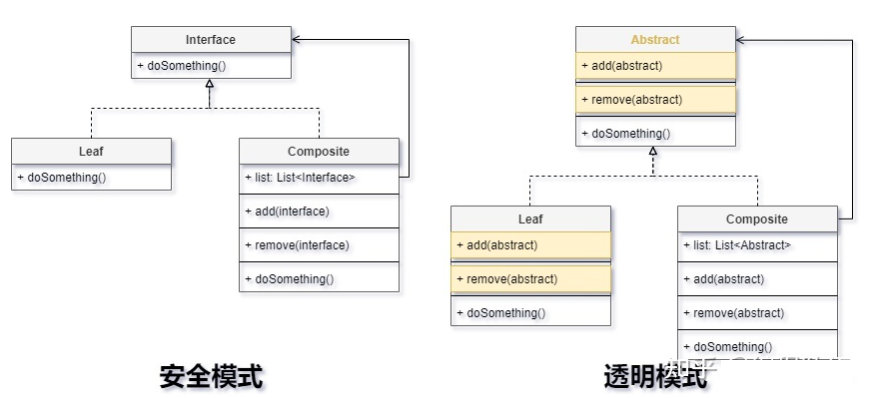 Interface
+ doSomething()
Leaf
+ doSomething()
Composite
+ list: List<Interface>
+ add(interface)
+ remove(interface)
+ doSomething()
安全模式
Abstract
+ add(abstract)
+ remove(abstract)
+ doSomething()
Leaf
+ add(abstract)
+ remove(abstract)
+ doSomething()
Composite
+ list: List<Abstract>
+ add(abstract)
+ remove(abstract)
+ doSomething()
透明模式
知乎